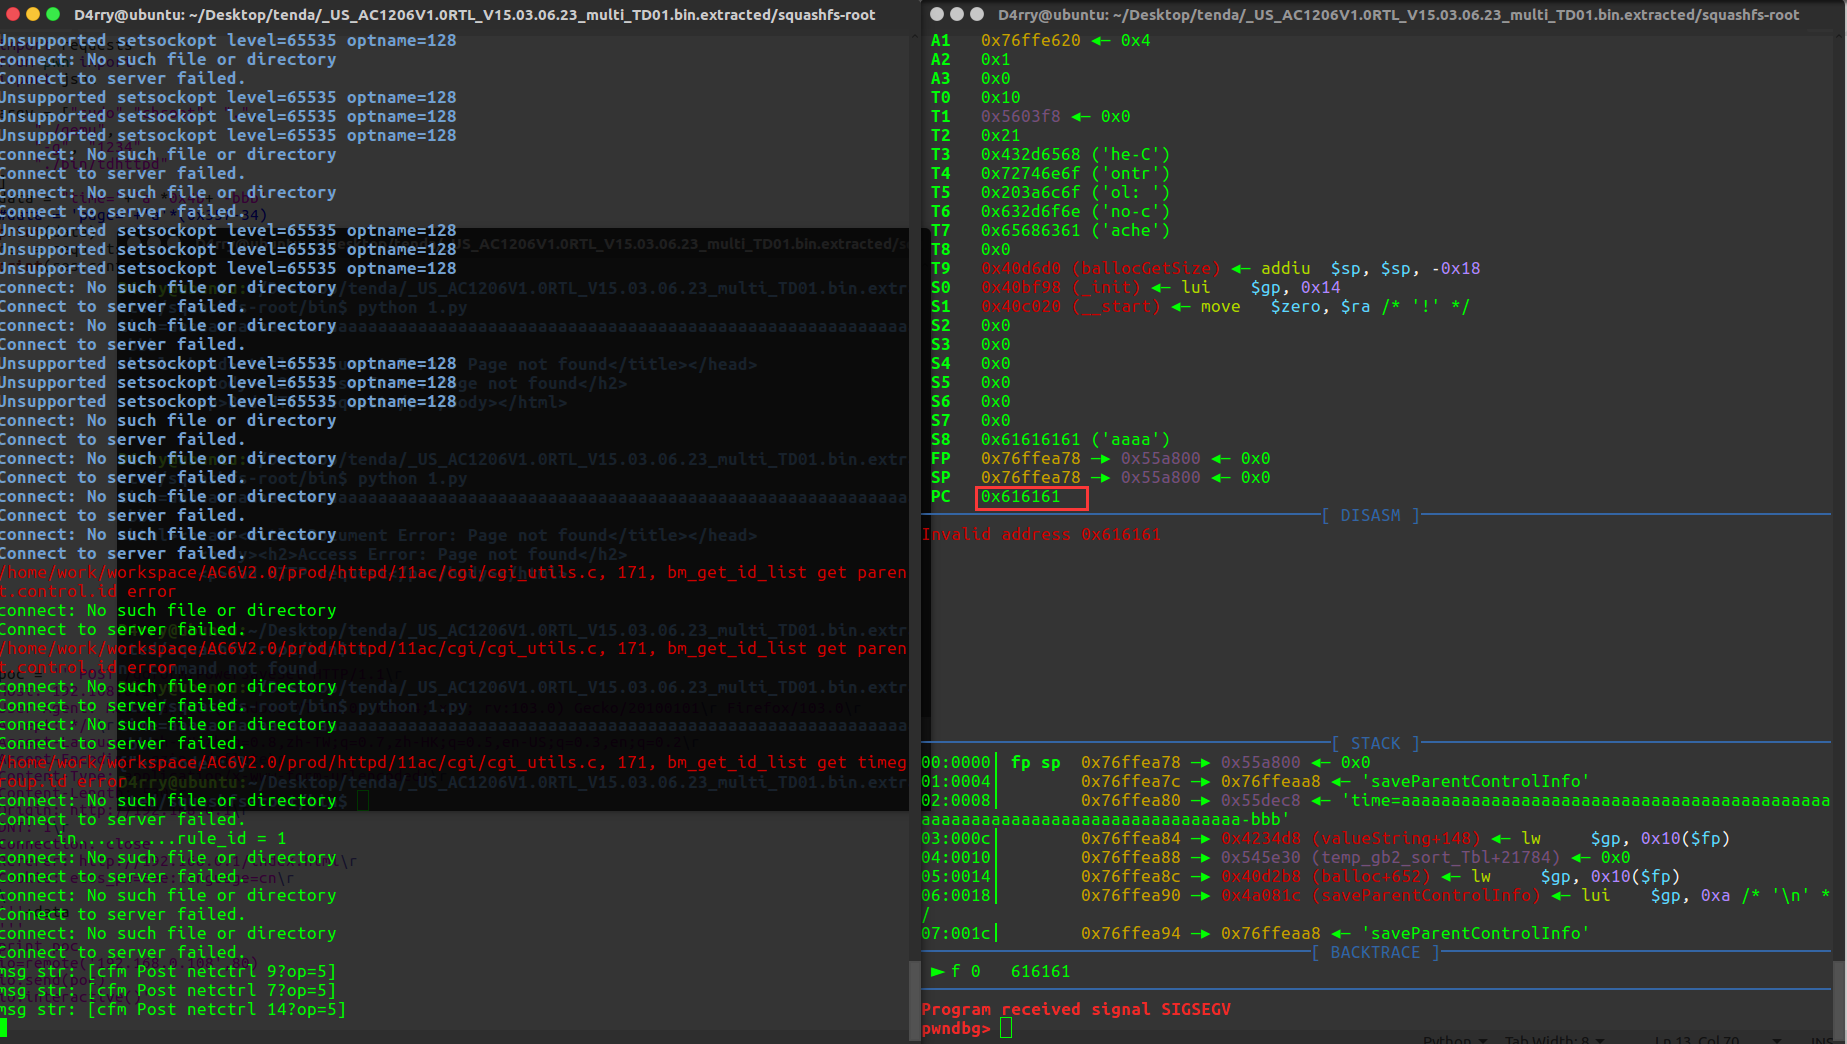 D4rry@ubuntu: ~/Desktop/tenda/_US_AC1206V1.0RTL_V15.03.06.23_multi_TD01.bin.extracted/squashfs-root
Unsupported setsockopt level=65535 optname=128
connect: No such file or directory
Connect to server failed.
Unsupported setsockopt level=65535 optname=128
Unsupported setsockopt level=65535 optname=128
Unsupported setsockopt level=65535 optname=128
connect: No such file or directory
Connect to server failed.
connect: No such file or directory
Connect to server failed.
Unsupported setsockopt level=65535 optname=128
Unsupported setsockopt level=65535 optname=128
Unsupported setsockopt level=65535 optname=128
connect: No such file or directory
Connect to server failed.
connect: No such file or directory
Connect to server failed.
Unsupported setsockopt level=65535 optname=128
Unsupported setsockopt level=65535 optname=128
Unsupported setsockopt level=65535 optname=128
connect: No such file or directory
Connect to server failed.
connect: No such file or directory
Connect to server failed.
connect: No such file or directory
Connect to server failed.
connect: No such file or directory
Connect to server failed.
/home/work/workspace/AC6V2.0/prod/httpd/11ac/cgi/cgi_utils.c, 171, bm_get_id_list get paren
t.control.id error
connect: No such file or directory
Connect to server failed.
/home/work/workspace/AC6V2.0/prod/httpd/11ac/cgi/cgi_utils.c, 171, bm_get_id_list get paren
t.control.id error
connect: No such file or directory
Connect to server failed.
connect: No such file or directory
Connect to server failed.
/home/work/workspace/AC6V2.0/prod/httpd/11ac/cgi/cgi_utils.c, 171, bm_get_id_list get timeg
roup.id error
connect: No such file or directory
Connect to server failed.
.......in..........rule_id = 1
connect: No such file or directory
Connect to server failed.
connect: No such file or directory
Connect to server failed.
connect: No such file or directory
Connect to server failed.
msg str: [cfm Post netctrl 9?op=5]
msg str: [cfm Post netctrl 7?op=5]
msg str: [cfm Post netctrl 14?op=5]
D4rry@ubuntu: ~/Desktop/tenda/_US_AC1206V1.0RTL_V15.03.06.23_multi_TD01.bin.extracted/squashfs-root
A1 0x76ffe620 ◂— 0x4
A2 0x1
A3 0x0
T0 0x10
T1 0x5603f8 ◂— 0x0
T2 0x21
T3 0x432d6568 ('he-C')
T4 0x72746e6f ('ontr')
T5 0x203a6c6f ('ol: ')
T6 0x632d6f6e ('no-c')
T7 0x65686361 ('ache')
T8 0x0
T9 0x40d6d0 (ballocGetSize) ◂— addiu $sp, $sp, -0x18
S0 0x40bf98 (_init) ◂— lui $gp, 0x14
S1 0x40c020 (__start) ◂— move $zero, $ra /* '!' */
S2 0x0
S3 0x0
S4 0x0
S5 0x0
S6 0x0
S7 0x0
S8 0x61616161 ('aaaa')
FP 0x76ffea78 —▸ 0x55a800 ◂— 0x0
SP 0x76ffea78 —▸ 0x55a800 ◂— 0x0
PC 0x616161
[ DISASM ]
Invalid address 0x616161
[ STACK ]
00:0000│ fp sp 0x76ffea78 —▸ 0x55a800 ◂— 0x0
01:0004│ 0x76ffea7c —▸ 0x76ffeaa8 ◂— 'saveParentControlInfo'
02:0008│ 0x76ffea80 —▸ 0x55dec8 ◂— 'time=aaaaaaaaaaaaaaaaaaaaaaaaaaaaaaaaaaaaaaaaaaa
aaaaaaaaaaaaaaaaaaaaaaaaaaaaaaaa-bbb'
03:000c│ 0x76ffea84 —▸ 0x4234d8 (valueString+148) ◂— lw $gp, 0x10($fp)
04:0010│ 0x76ffea88 —▸ 0x545e30 (temp_gb2_sort_Tbl+21784) ◂— 0x0
05:0014│ 0x76ffea8c —▸ 0x40d2b8 (balloc+652) ◂— lw $gp, 0x10($fp)
06:0018│ 0x76ffea90 —▸ 0x4a081c (saveParentControlInfo) ◂— lui $gp, 0xa /* '\n' *
/
07:001c│ 0x76ffea94 —▸ 0x76ffeaa8 ◂— 'saveParentControlInfo'
[ BACKTRACE ]
► f 0 616161
Program received signal SIGSEGV
pwndbg>